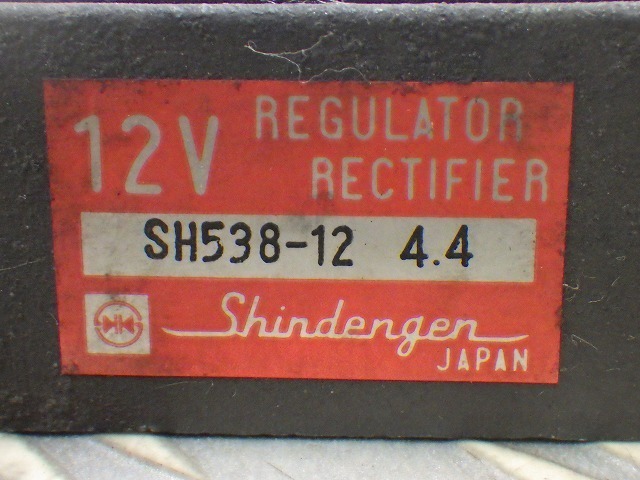 12V REGULATOR
RECTIFIER
SH538-12 4.4
Shindengen
JAPAN